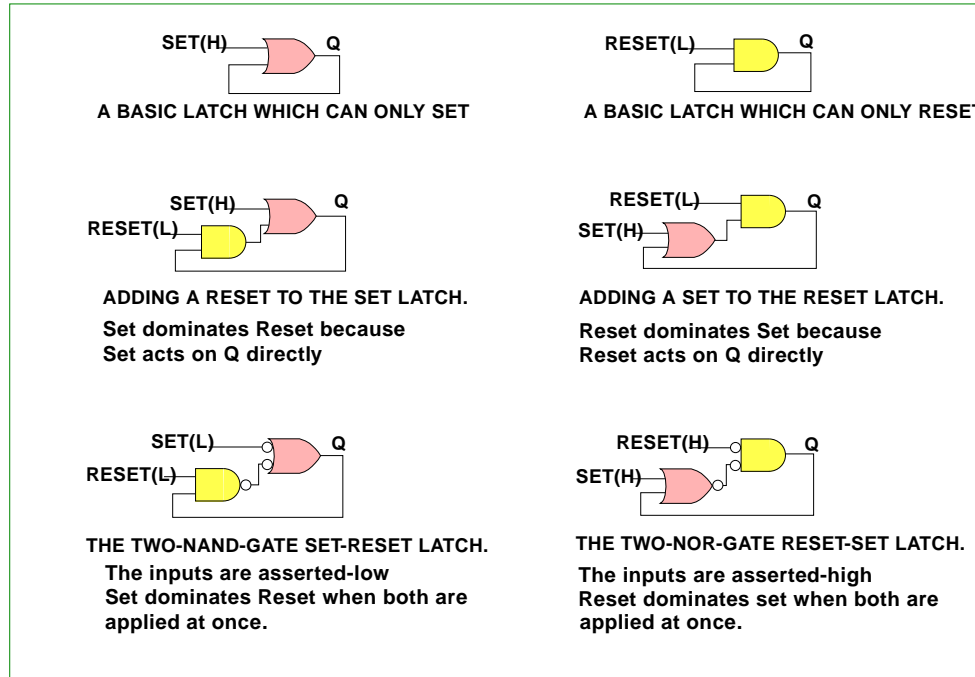 SET(H) Q
A BASIC LATCH WHICH CAN ONLY SET
RESET(L) Q
A BASIC LATCH WHICH CAN ONLY RESET
SET(H) Q
RESET(L)
ADDING A RESET TO THE SET LATCH.
Set dominates Reset because
Set acts on Q directly
RESET(L) Q
SET(H)
ADDING A SET TO THE RESET LATCH.
Reset dominates Set because
Reset acts on Q directly
SET(L) Q
RESET(L)
THE TWO-NAND-GATE SET-RESET LATCH.
The inputs are asserted-low
Set dominates Reset when both are
applied at once.
RESET(H) Q
SET(H)
THE TWO-NOR-GATE RESET-SET LATCH.
The inputs are asserted-high
Reset dominates set when both are
applied at once.